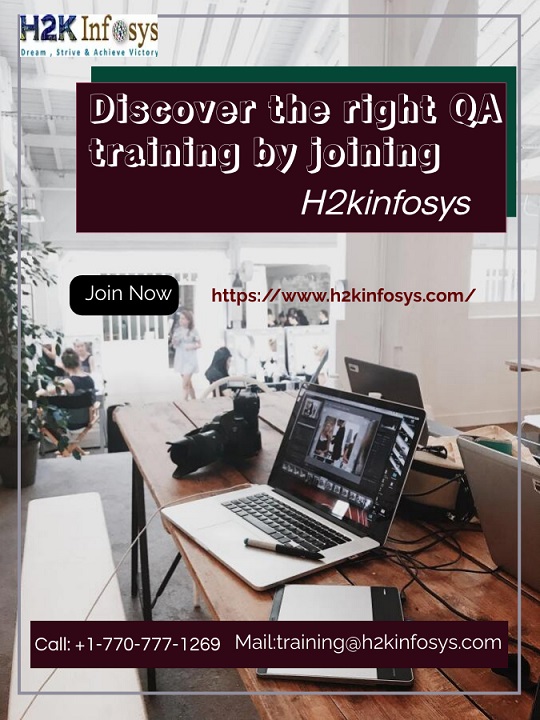 H2K Infosys
Dream , Strive & Achieve Victory
Discover the right QA
training by joining
H2kinfosys
Join Now
https://www.h2kinfosys.com/
Call: +1-770-777-1269
Mail:training@h2kinfosys.com